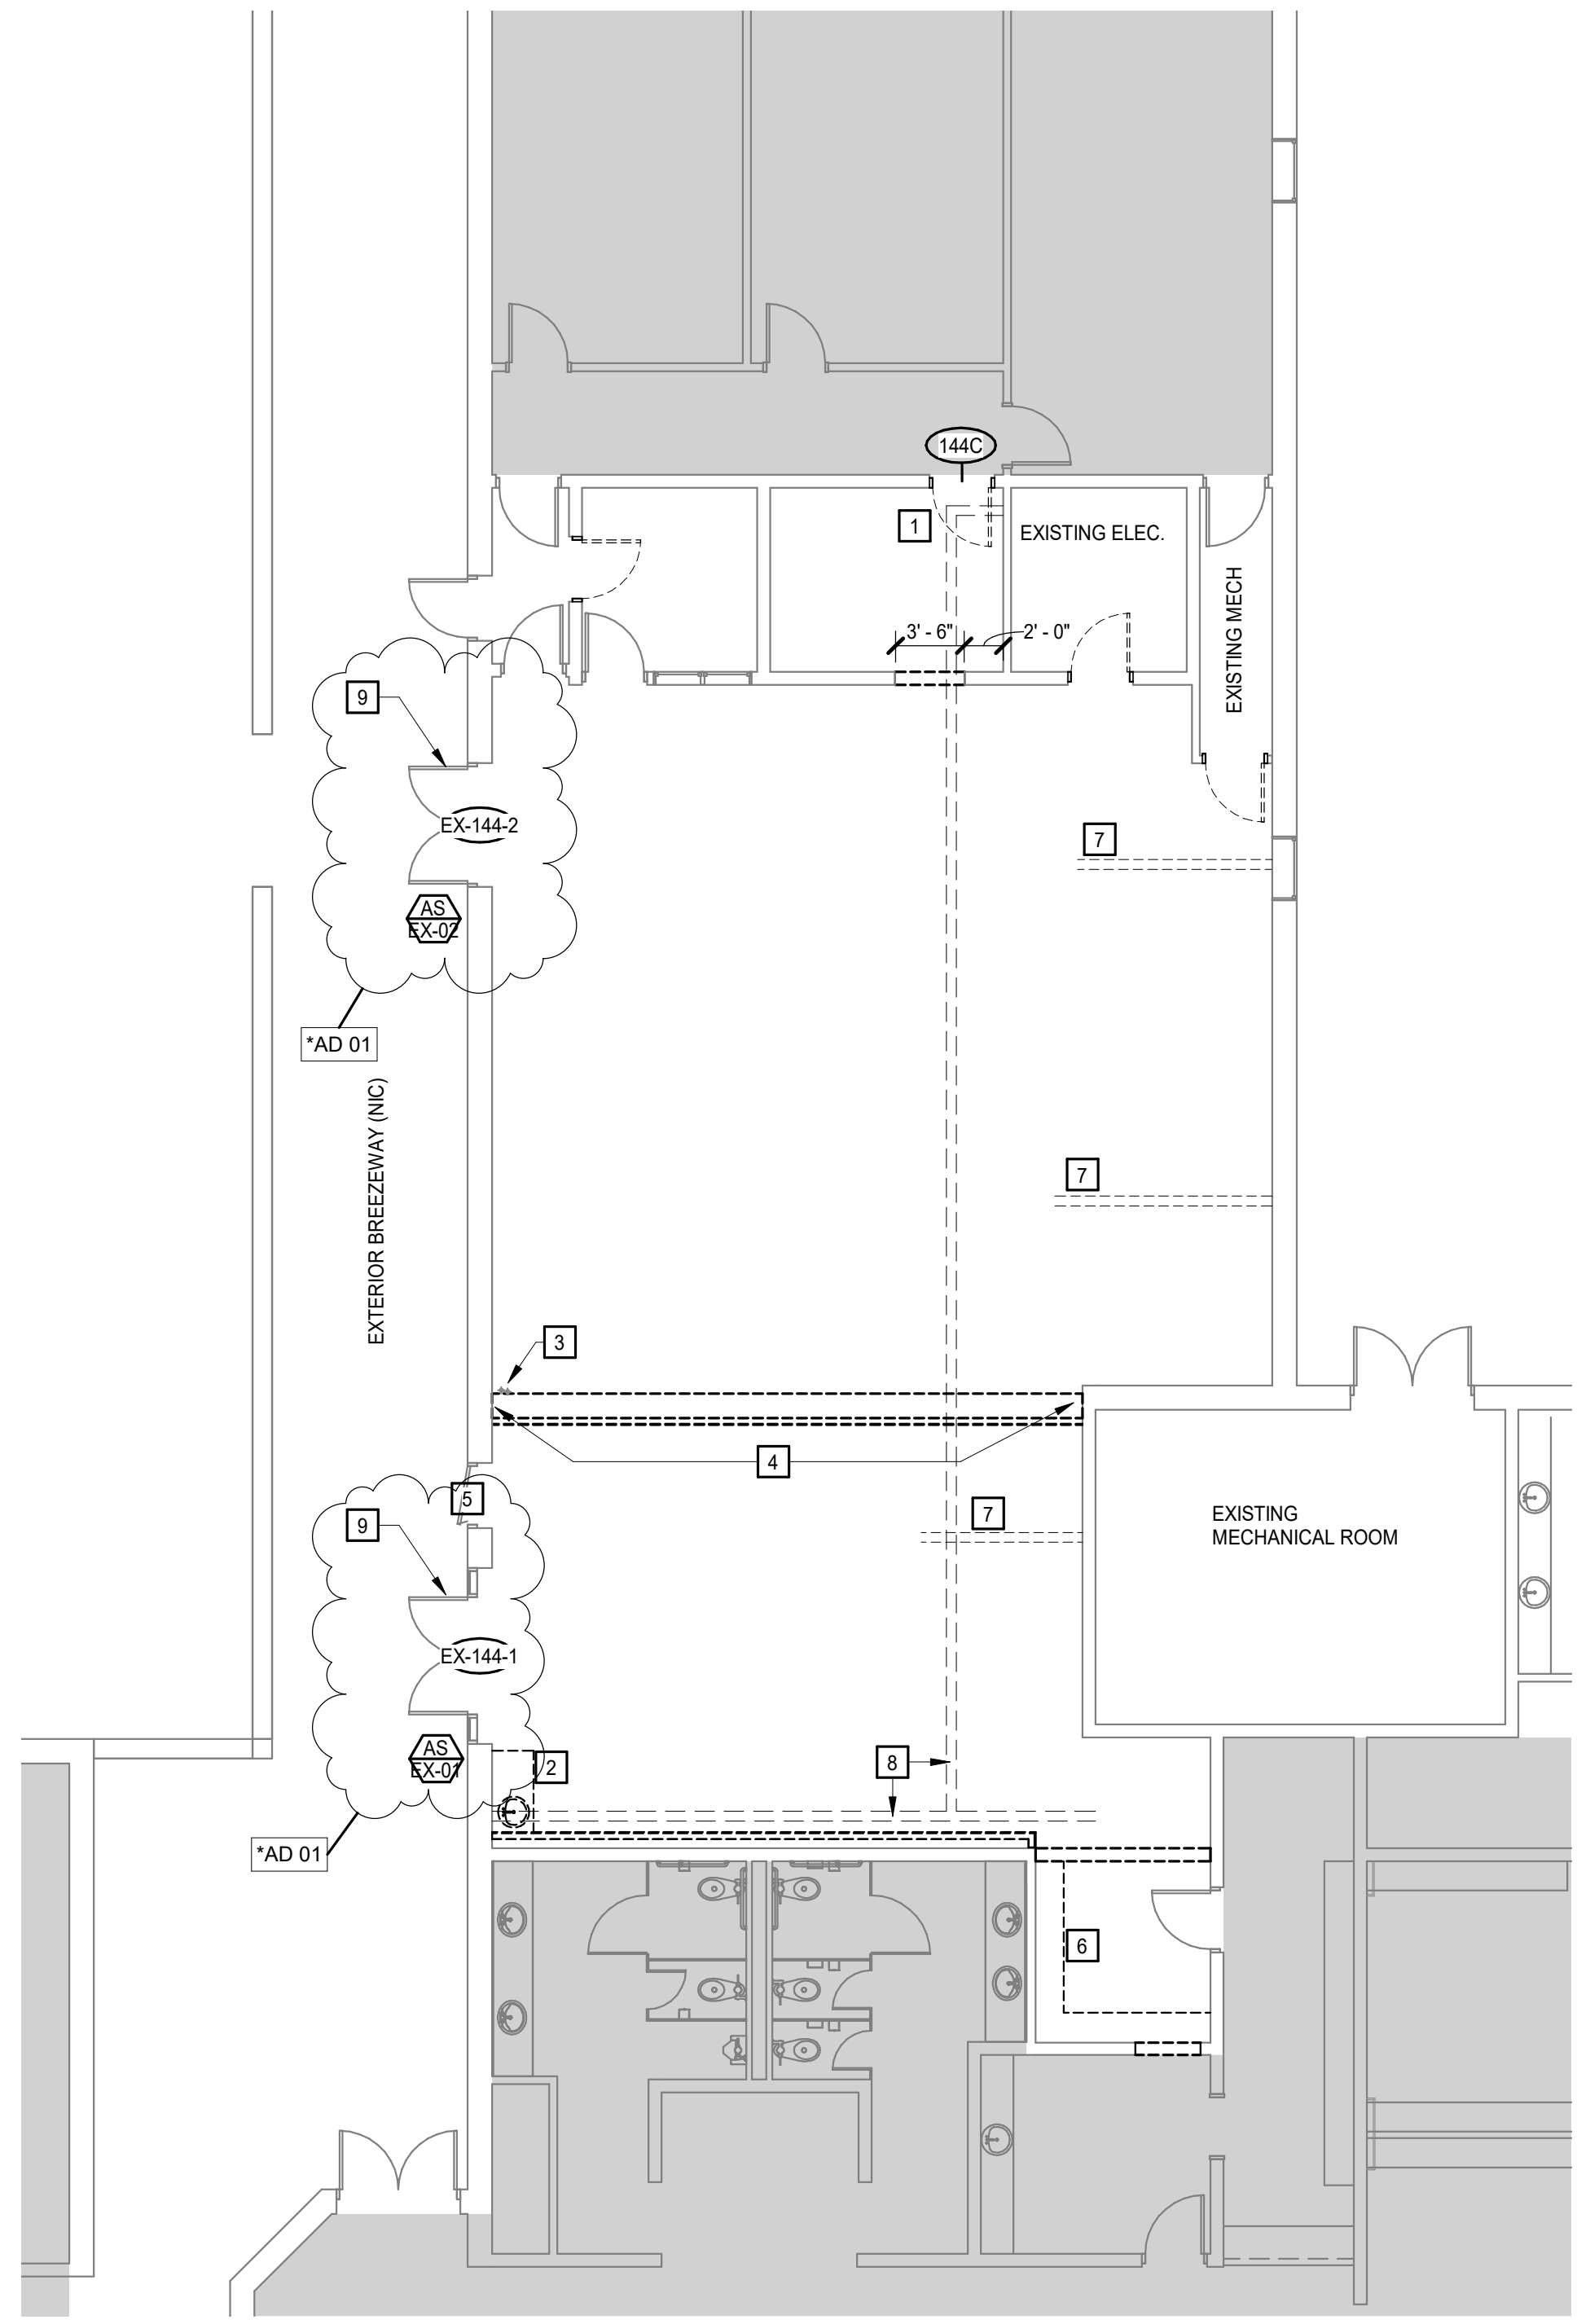 144C
1
EXISTING ELEC.
EXISTING MECH
3' - 6"
2' - 0"
9
EX-144-2
7
AS
EX-02
*AD 01
EXTERIOR BREEZEWAY (NIC)
7
3
4
5
9
7
EXISTING
MECHANICAL ROOM
EX-144-1
AS
EX-01
2
8
*AD 01
6